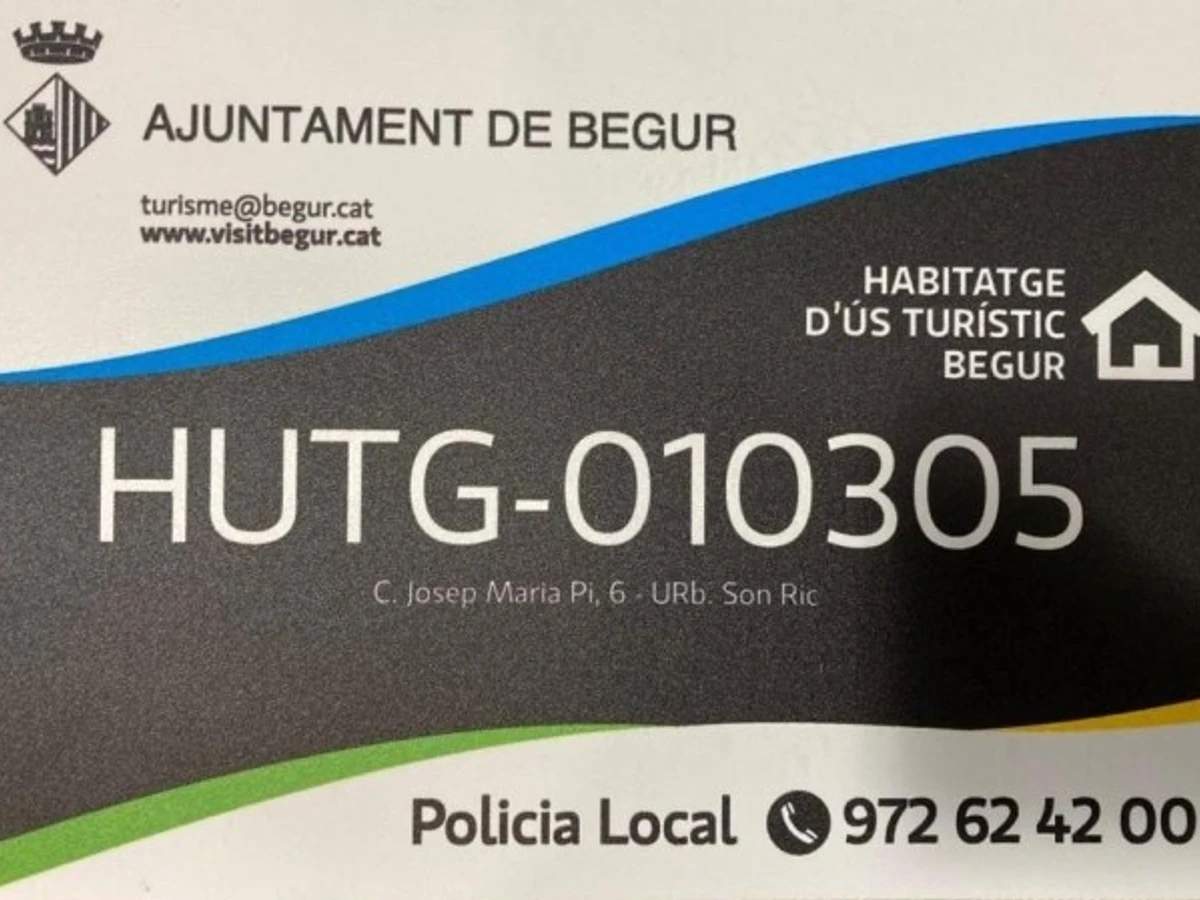 AJUNTAMENT DE BEGUR
turisme@begur.cat
www.visitbegur.cat
HABITATGE
D'ÚS TURÍSTIC
BEGUR
HUTG-010305
C. Josep Maria Pi, 6 - URb. Son Ric
Policia Local 972 62 42 00